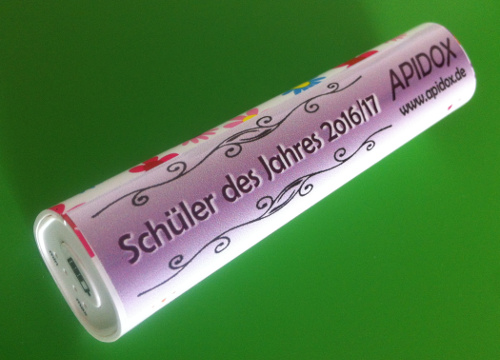 Schüler des Jahres 2016/17
APIDOX
www.apidox.de